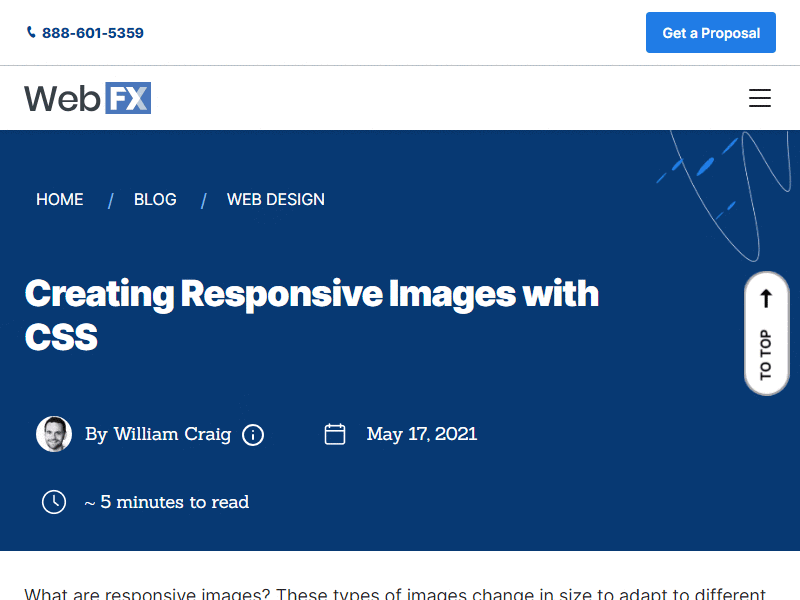 888-601-5359
Get a Proposal
Web FX
HOME / BLOG / WEB DESIGN
Creating Responsive Images with
CSS
TO TOP
By William Craig
May 17, 2021
~ 5 minutes to read
What are responsive images? These types of images change in size to adapt to different